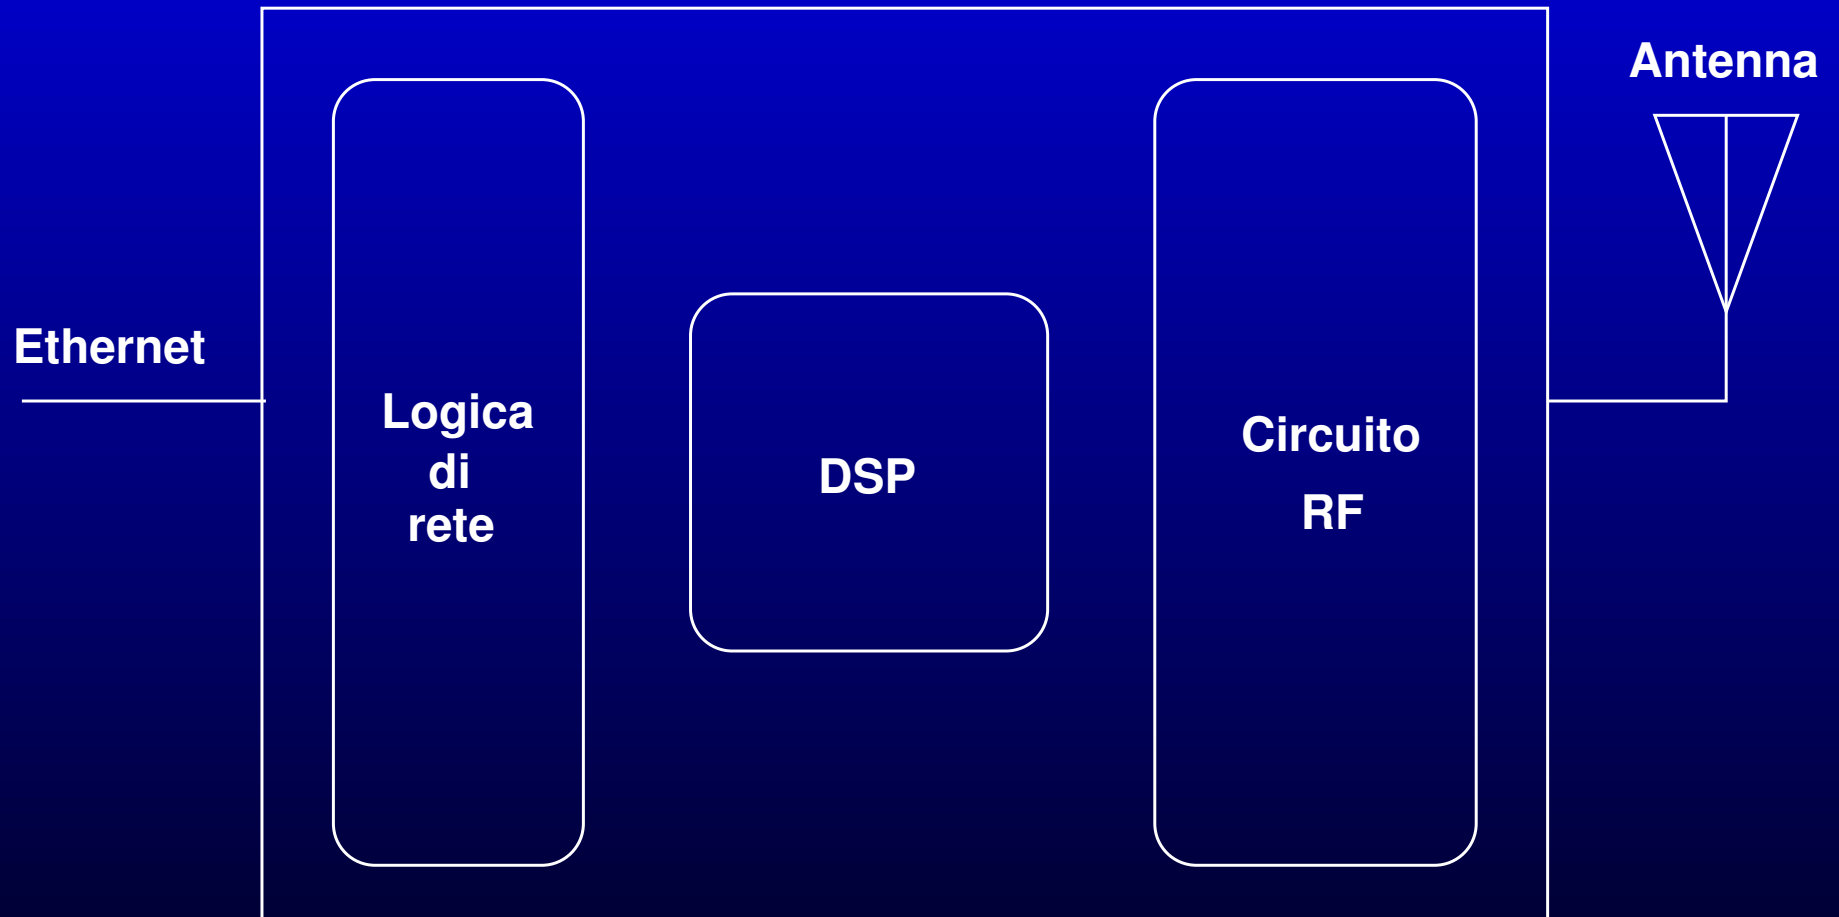 Antenna
Ethernet
Logica
di
rete
DSP
Circuito
RF